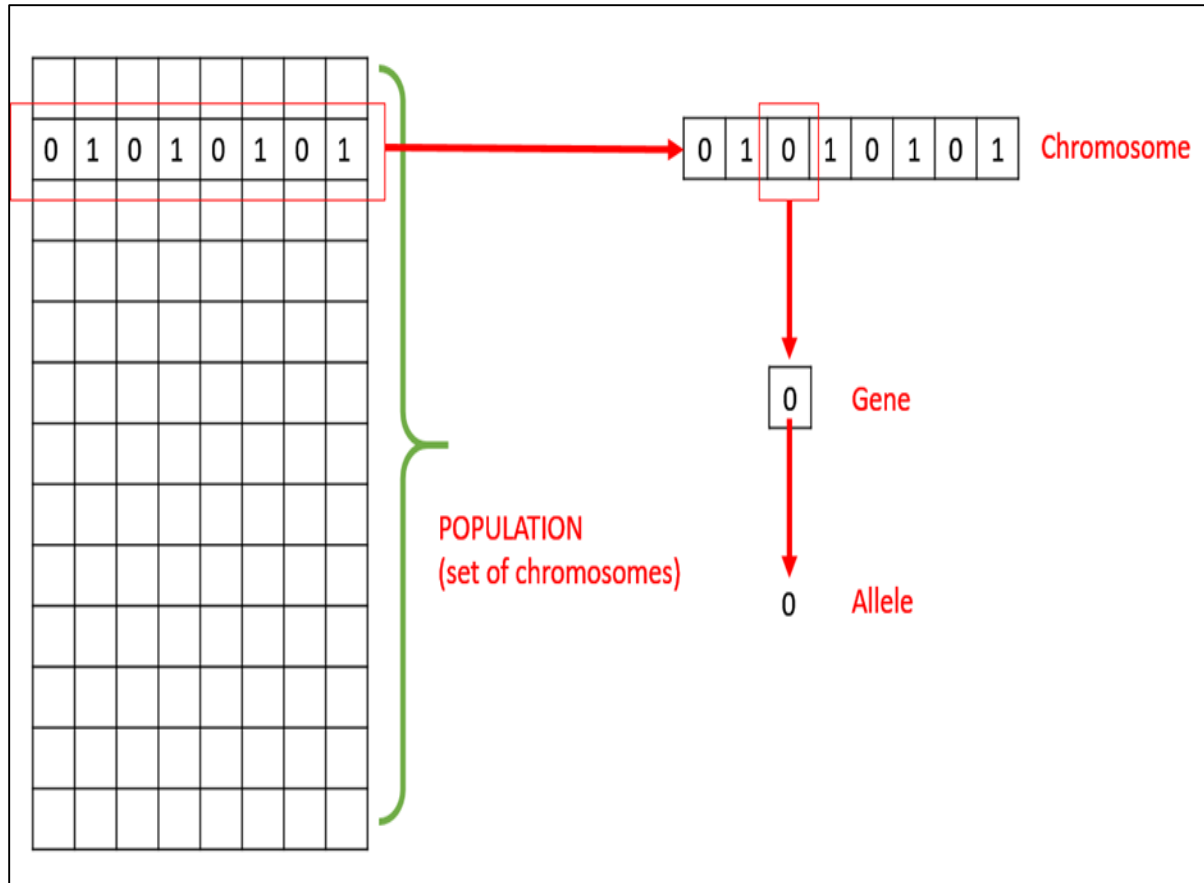 0 1 0 1 0 1 0 1
0 1 0 1 0 1 0 1 Chromosome
0 Gene
POPULATION
(set of chromosomes)
0 Allele